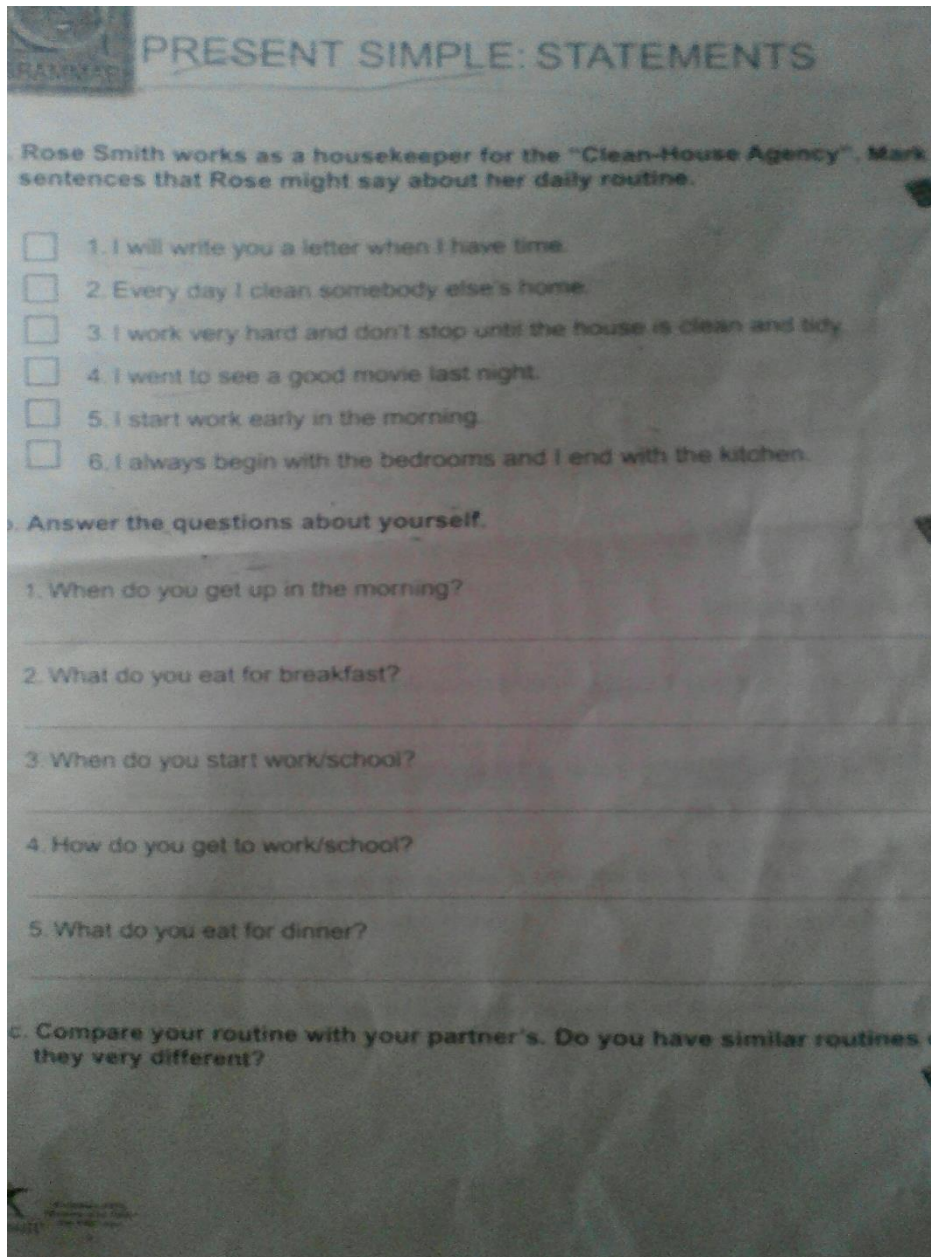 GRAMMAR
PRESENT SIMPLE: STATEMENTS
Rose Smith works as a housekeeper for the "Clean-House Agency". Mark
sentences that Rose might say about her daily routine.
1. I will write you a letter when I have time.
2. Every day I clean somebody else's home.
3. I work very hard and don't stop until the house is clean and tidy.
4. I went to see a good movie last night.
5. I start work early in the morning.
6. I always begin with the bedrooms and I end with the kitchen.
. Answer the questions about yourself.
1. When do you get up in the morning?
2. What do you eat for breakfast?
3. When do you start work/school?
4. How do you get to work/school?
5. What do you eat for dinner?
c. Compare your routine with your partner's. Do you have similar routines
they very different?